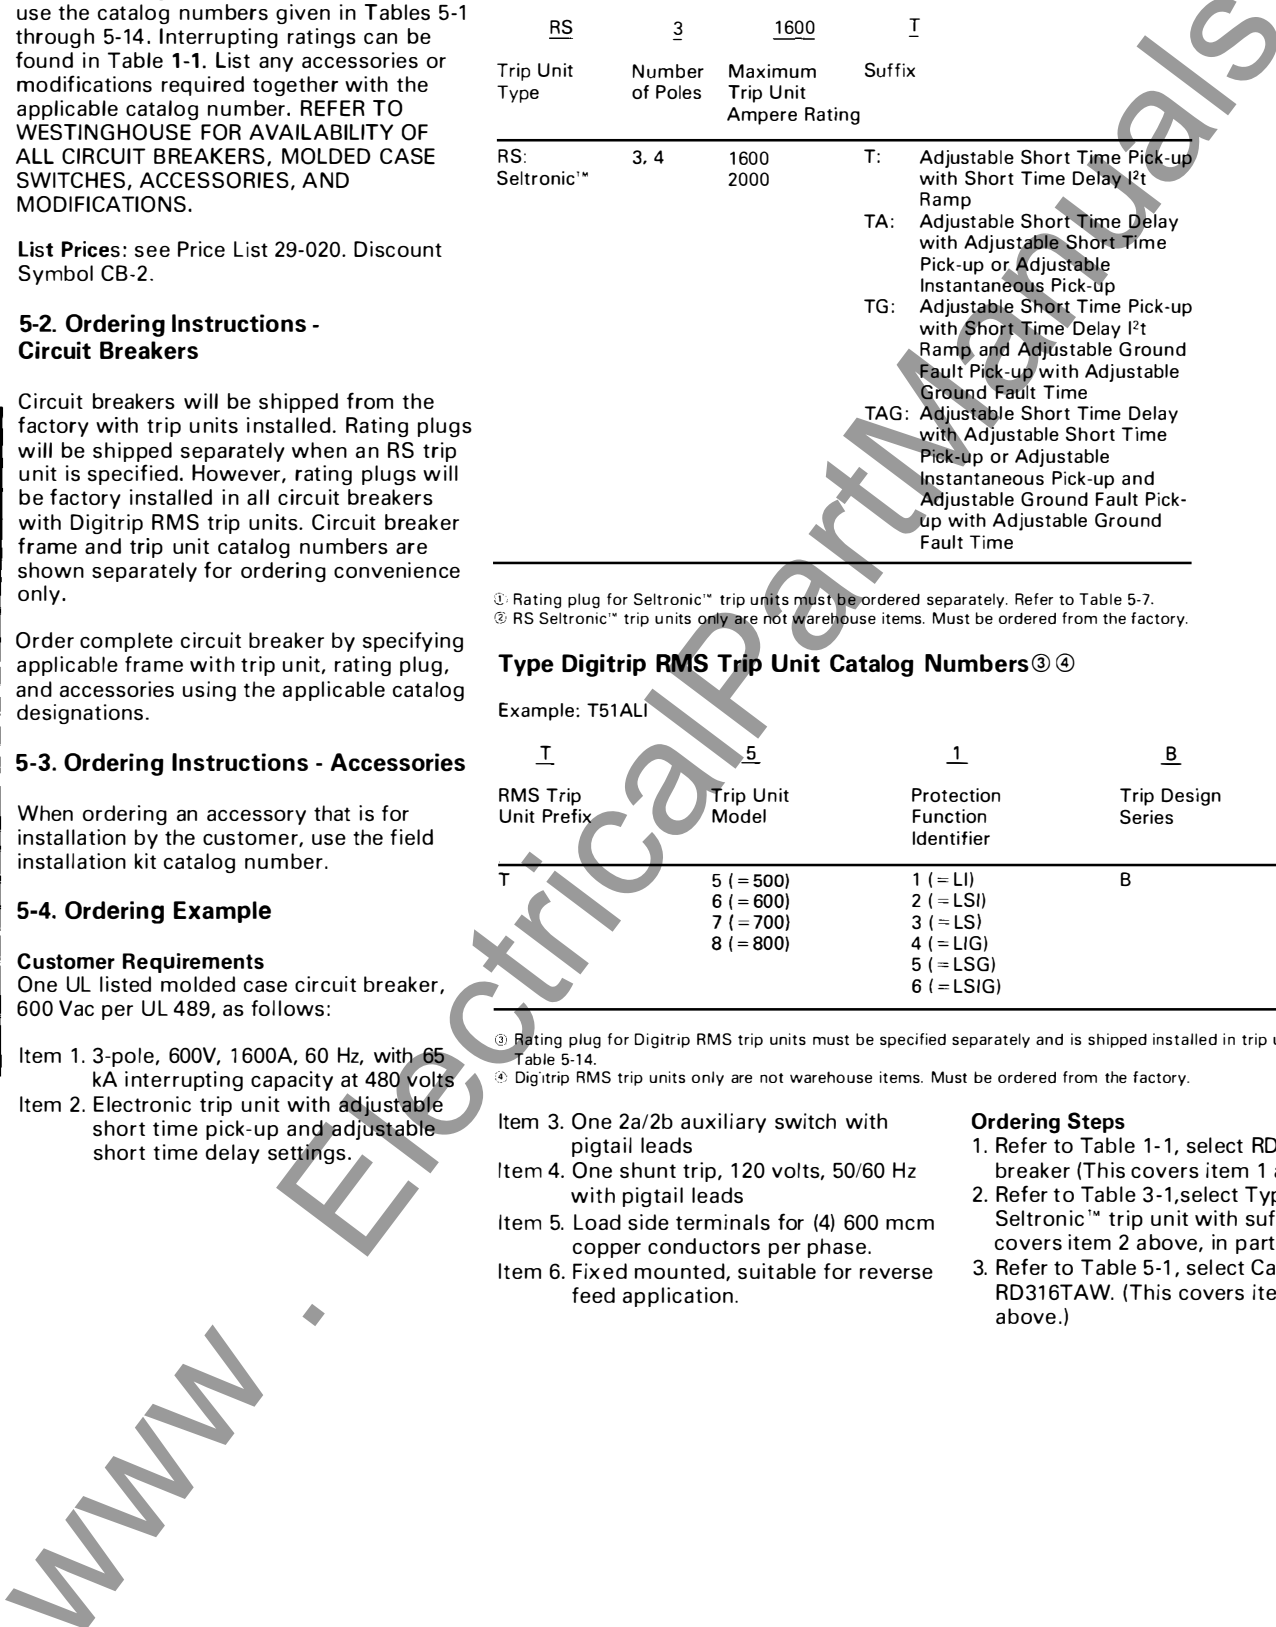 use the catalog numbers given in Tables 5-1
through 5-14. Interrupting ratings can be
found in Table 1-1. List any accessories or
modifications required together with the
applicable catalog number. REFER TO
WESTINGHOUSE FOR AVAILABILITY OF
ALL CIRCUIT BREAKERS, MOLDED CASE
SWITCHES, ACCESSORIES, AND
MODIFICATIONS.
List Prices: see Price List 29-020. Discount
Symbol CB-2.
5-2. Ordering Instructions -
Circuit Breakers
Circuit breakers will be shipped from the
factory with trip units installed. Rating plugs
will be shipped separately when an RS trip
unit is specified. However, rating plugs will
be factory installed in all circuit breakers
with Digitrip RMS trip units. Circuit breaker
frame and trip unit catalog numbers are
shown separately for ordering convenience
only.
Order complete circuit breaker by specifying
applicable frame with trip unit, rating plug,
and accessories using the applicable catalog
designations.
5-3. Ordering Instructions - Accessories
When ordering an accessory that is for
installation by the customer, use the field
installation kit catalog number.
5-4. Ordering Example
Customer Requirements
One UL listed molded case circuit breaker,
600 Vac per UL 489, as follows:
Item 1. 3-pole, 600V, 1600A, 60 Hz, with 65
kA interrupting capacity at 480 volts
Item 2. Electronic trip unit with adjustable
short time pick-up and adjustable
short time delay settings.
RS 3 1600 T
Trip Unit Number Maximum Suffix
Type of Poles Trip Unit
Ampere Rating
RS: 3, 4 1600 T: Adjustable Short Time Pick-up
Seltronic™ 2000 with Short Time Delay I²t
Ramp
TA: Adjustable Short Time Delay
with Adjustable Short Time
Pick-up or Adjustable
Instantaneous Pick-up
TG: Adjustable Short Time Pick-up
with Short Time Delay I²t
Ramp and Adjustable Ground
Fault Pick-up with Adjustable
Ground Fault Time
TAG: Adjustable Short Time Delay
with Adjustable Short Time
Pick-up or Adjustable
Instantaneous Pick-up and
Adjustable Ground Fault Pick-
up with Adjustable Ground
Fault Time
① Rating plug for Seltronic™ trip units must be ordered separately. Refer to Table 5-7.
② RS Seltronic™ trip units only are not warehouse items. Must be ordered from the factory.
Type Digitrip RMS Trip Unit Catalog Numbers③④
Example: T51ALI
T 5 1 B
RMS Trip Trip Unit Protection Trip Design
Unit Prefix Model Function Series
Identifier
T 5 (=500) 1 (=LI) B
6 (=600) 2 (=LSI)
7 (=700) 3 (=LS)
8 (=800) 4 (=LIG)
5 (=LSG)
6 (=LSIG)
③ Rating plug for Digitrip RMS trip units must be specified separately and is shipped installed in trip
Table 5-14.
④ Digitrip RMS trip units only are not warehouse items. Must be ordered from the factory.
Item 3. One 2a/2b auxiliary switch with
pigtail leads
Item 4. One shunt trip, 120 volts, 50/60 Hz
with pigtail leads
Item 5. Load side terminals for (4) 600 mcm
copper conductors per phase.
Item 6. Fixed mounted, suitable for reverse
feed application.
Ordering Steps
1. Refer to Table 1-1, select RD
breaker (This covers item 1
2. Refer to Table 3-1,select
Seltronic™ trip unit with
covers item 2 above, in part
3. Refer to Table 5-1, select
RD316TAW. (This covers
above.)
www.ElectricalPartManuals